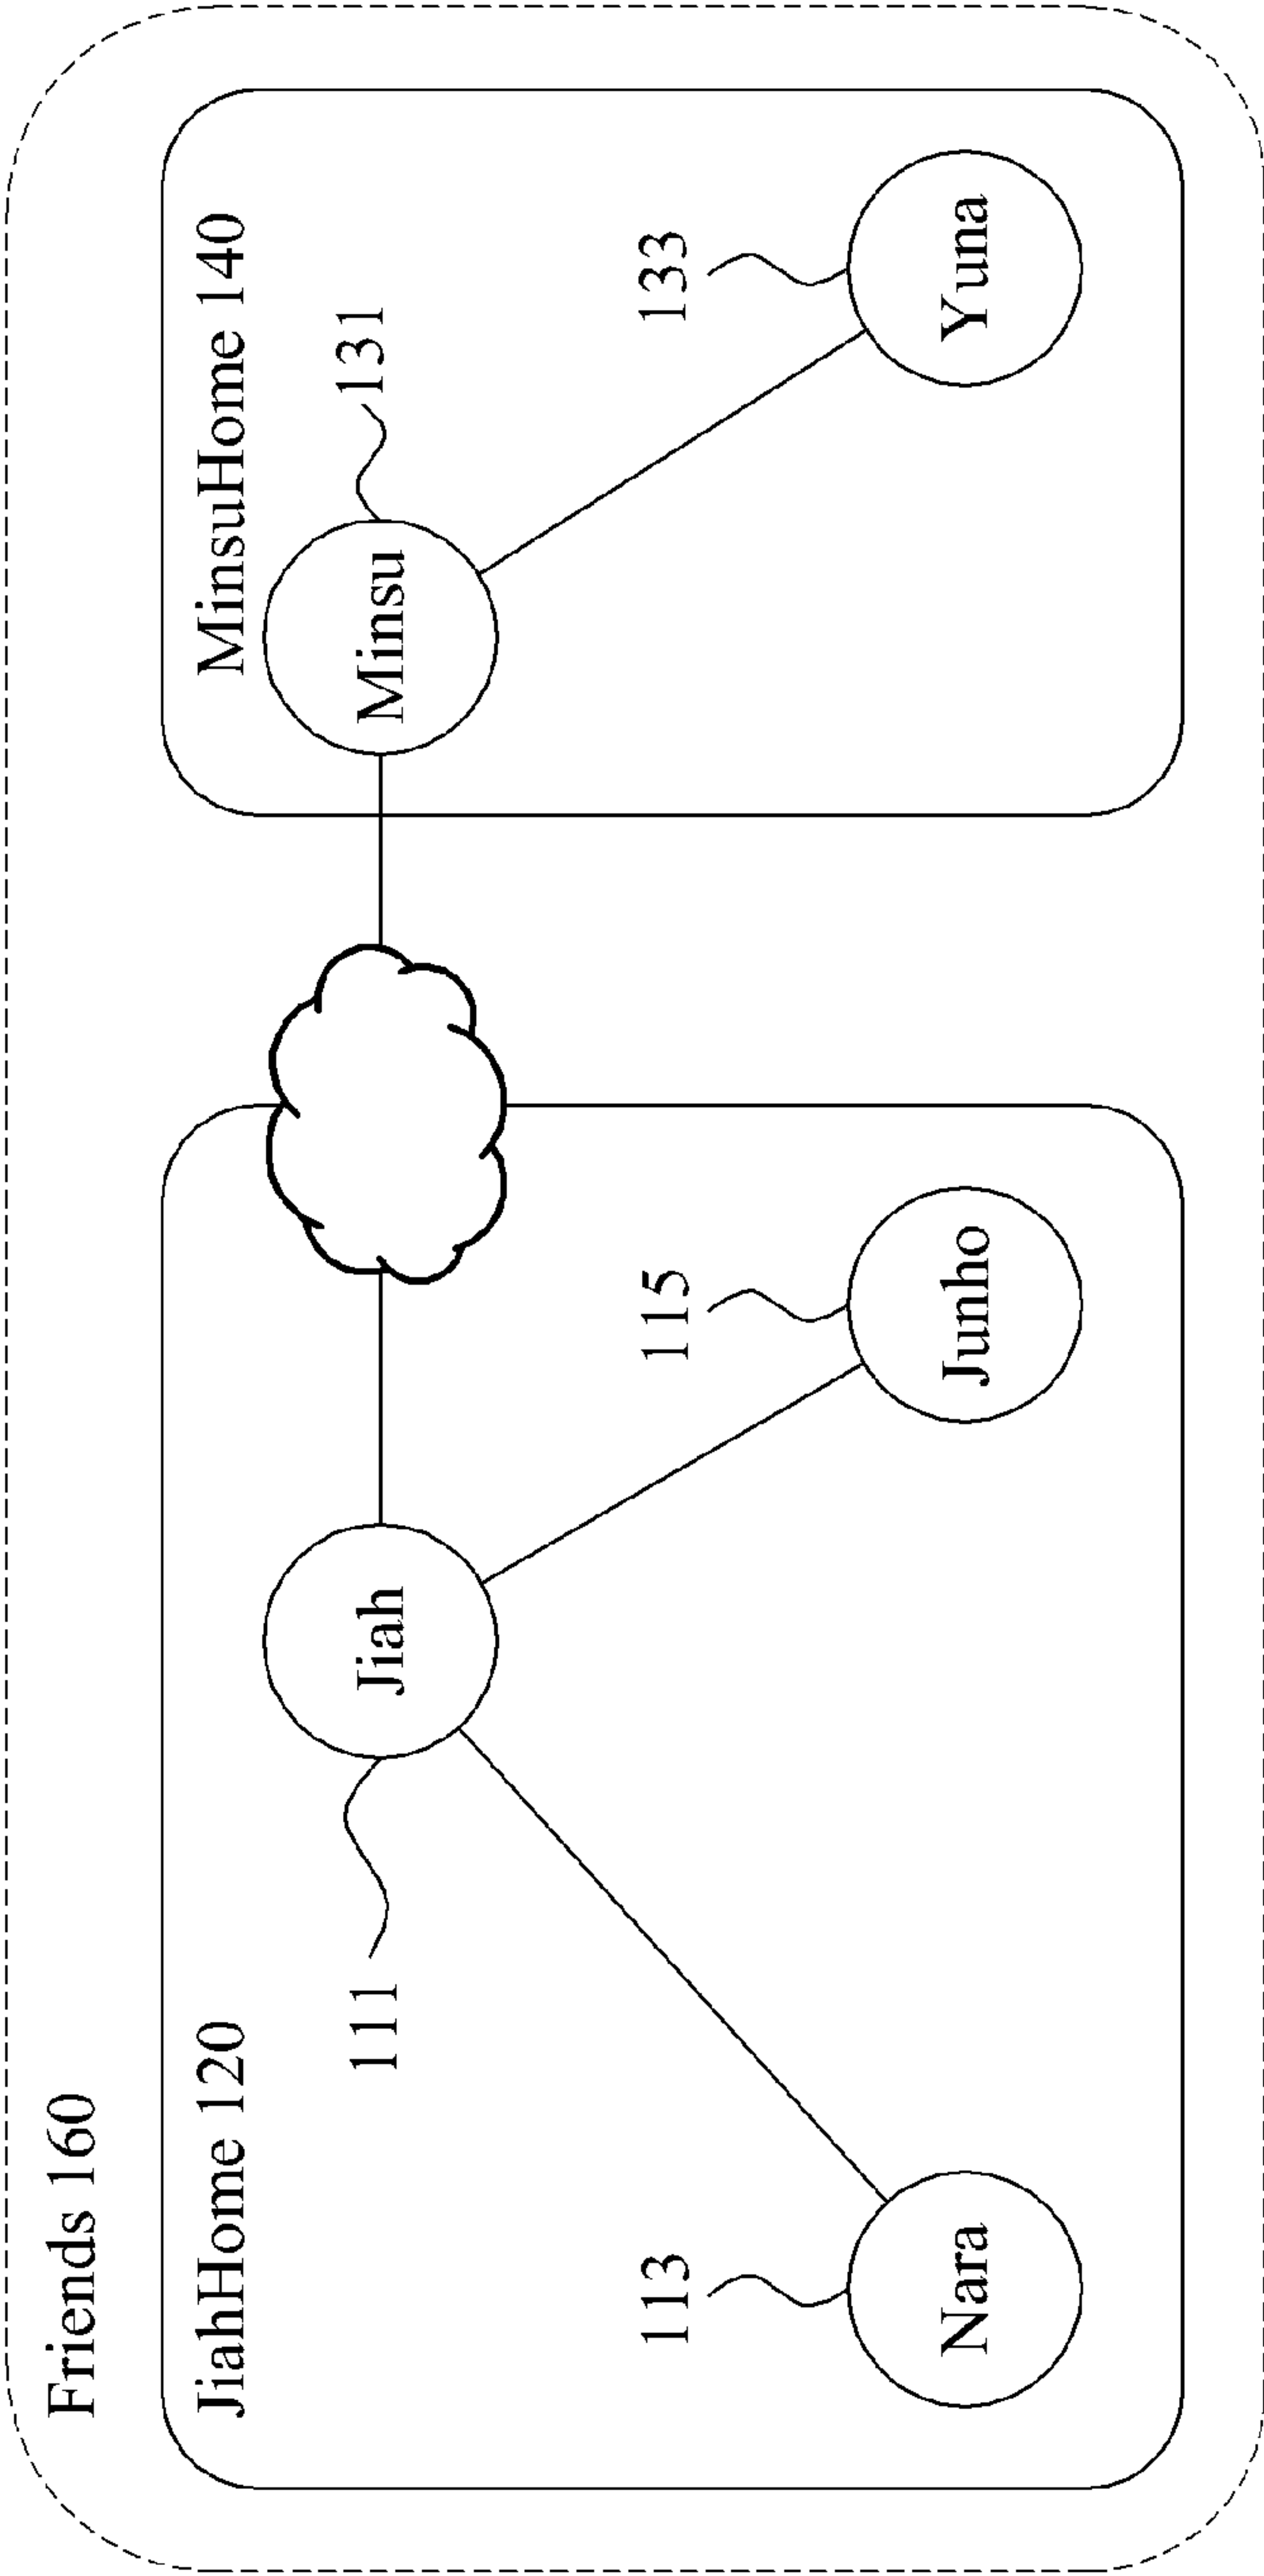 Friends 160
JiahHome 120
MinsuHome 140
111
Jiah
Minsu
131
113
115
133
Nara
Junho
Yuna